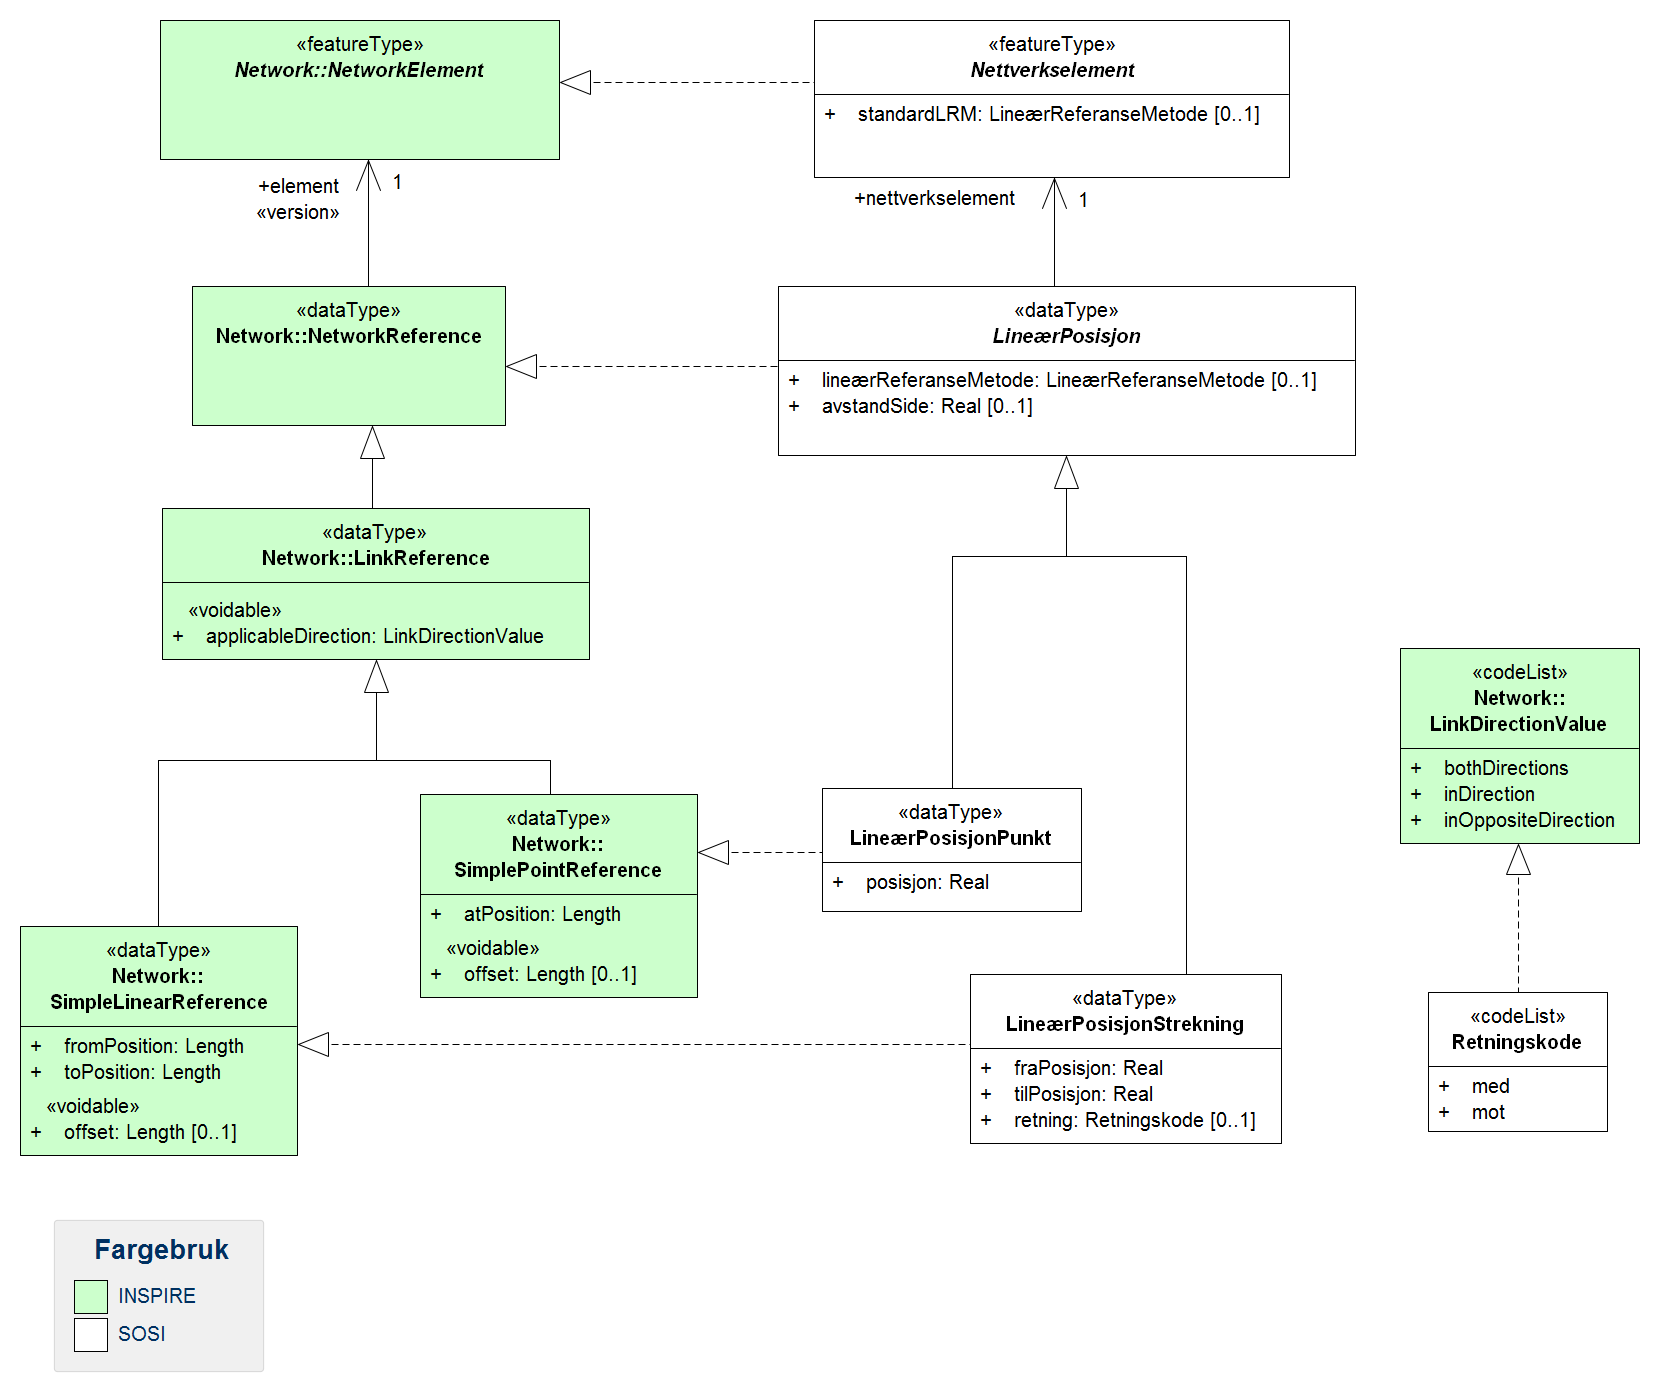 «featureType»
Network::NetworkElement
«featureType»
Nettverkselement
+ standardLRM: LineærReferanseMetode [0..1]
+element
«version»
1
+nettverkselement
1
«dataType»
Network::NetworkReference
«dataType»
LineærPosisjon
+ lineærReferanseMetode: LineærReferanseMetode [0..1]
+ avstandSide: Real [0..1]
«dataType»
Network::LinkReference
«voidable»
+ applicableDirection: LinkDirectionValue
«codeList»
Network::
LinkDirectionValue
+ bothDirections
+ inDirection
+ inOppositeDirection
«dataType»
Network::
SimplePointReference
+ atPosition: Length
«voidable»
+ offset: Length [0..1]
«dataType»
LineærPosisjonPunkt
+ posisjon: Real
«dataType»
Network::
SimpleLinearReference
+ fromPosition: Length
+ toPosition: Length
«voidable»
+ offset: Length [0..1]
«dataType»
LineærPosisjonStrekning
+ fraPosisjon: Real
+ tilPosisjon: Real
+ retning: Retningskode [0..1]
«codeList»
Retningskode
+ med
+ mot
Fargebruk
INSPIRE
SOSI